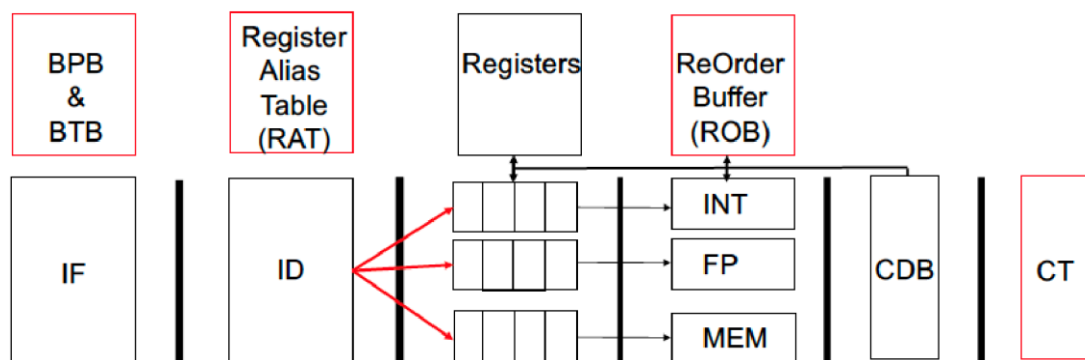 BPB
&
BTB
Register
Alias
Table
(RAT)
Registers
ReOrder
Buffer
(ROB)
IF
ID
INT
FP
MEM
CDB
CT